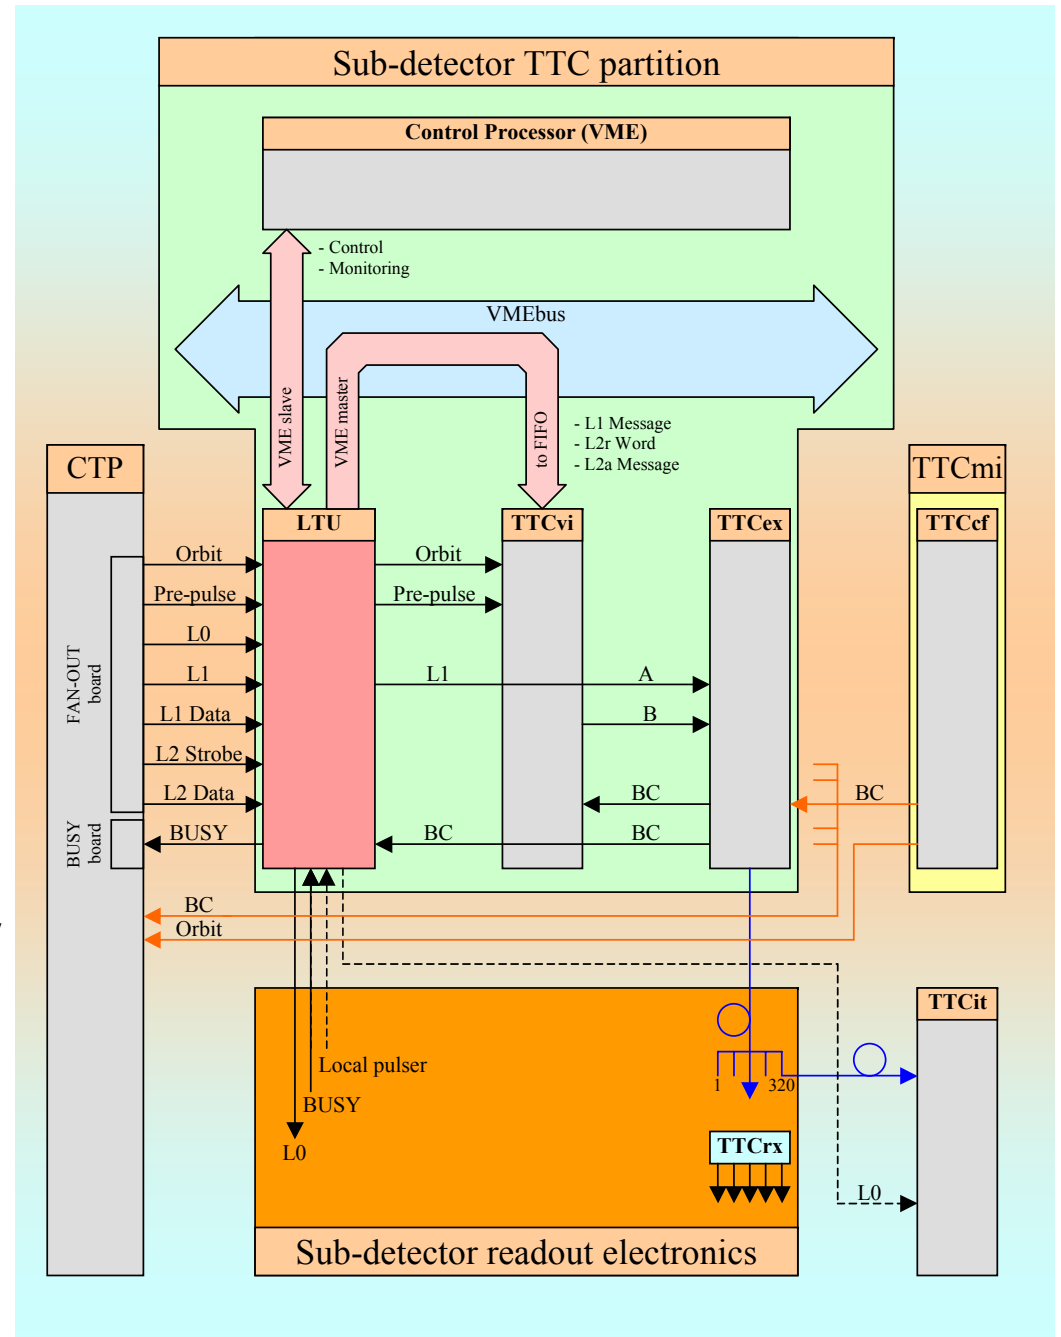 Sub-detector TTC partition
Control Processor (VME)
- Control
- Monitoring
VMEbus
VME slave
VME master
to FIFO
- L1 Message
- L2r Word
- L2a Message
CTP
TTCmi
LTU
TTCvi
TTCex
TTCcf
Orbit
Orbit
Pre-pulse
Pre-pulse
L0
L1
L1
A
L1 Data
B
L2 Strobe
L2 Data
BC
BC
BUSY
BC
BC
FAN-OUT
board
BUSY
board
BC
Orbit
TTCit
Local pulser
1
320
BUSY
L0
TTCrx
L0
Sub-detector readout electronics